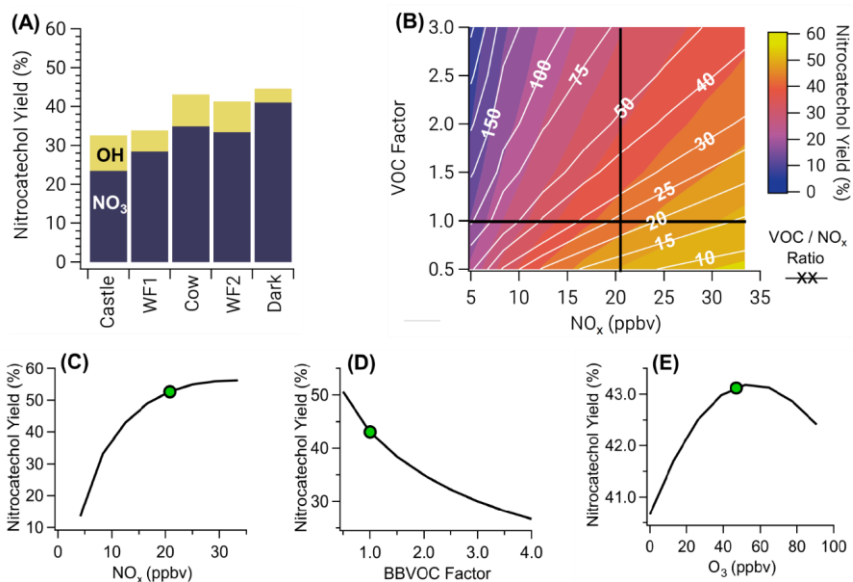 (A)
Nitrocatechol Yield (%)
60
50
40
30
20
10
0
OH
NO3
Castle
WF1
Cow
WF2
Dark
(B)
VOC Factor
3.0
2.5
2.0
1.5
1.0
0.5
150
100
75
50
40
30
25
20
15
10
5
10
15
20
25
30
35
NOx (ppbv)
60
50
40
30
20
10
0
Nitrocatechol Yield (%)
VOC / NOx
Ratio
XX
(C)
Nitrocatechol Yield (%)
60
50
40
30
20
10
0
10
20
30
NOx (ppbv)
(D)
Nitrocatechol Yield (%)
50
40
30
1.0
2.0
3.0
4.0
BBVOC Factor
(E)
Nitrocatechol Yield (%)
43.0
42.0
41.0
0
20
40
60
80
100
O3 (ppbv)